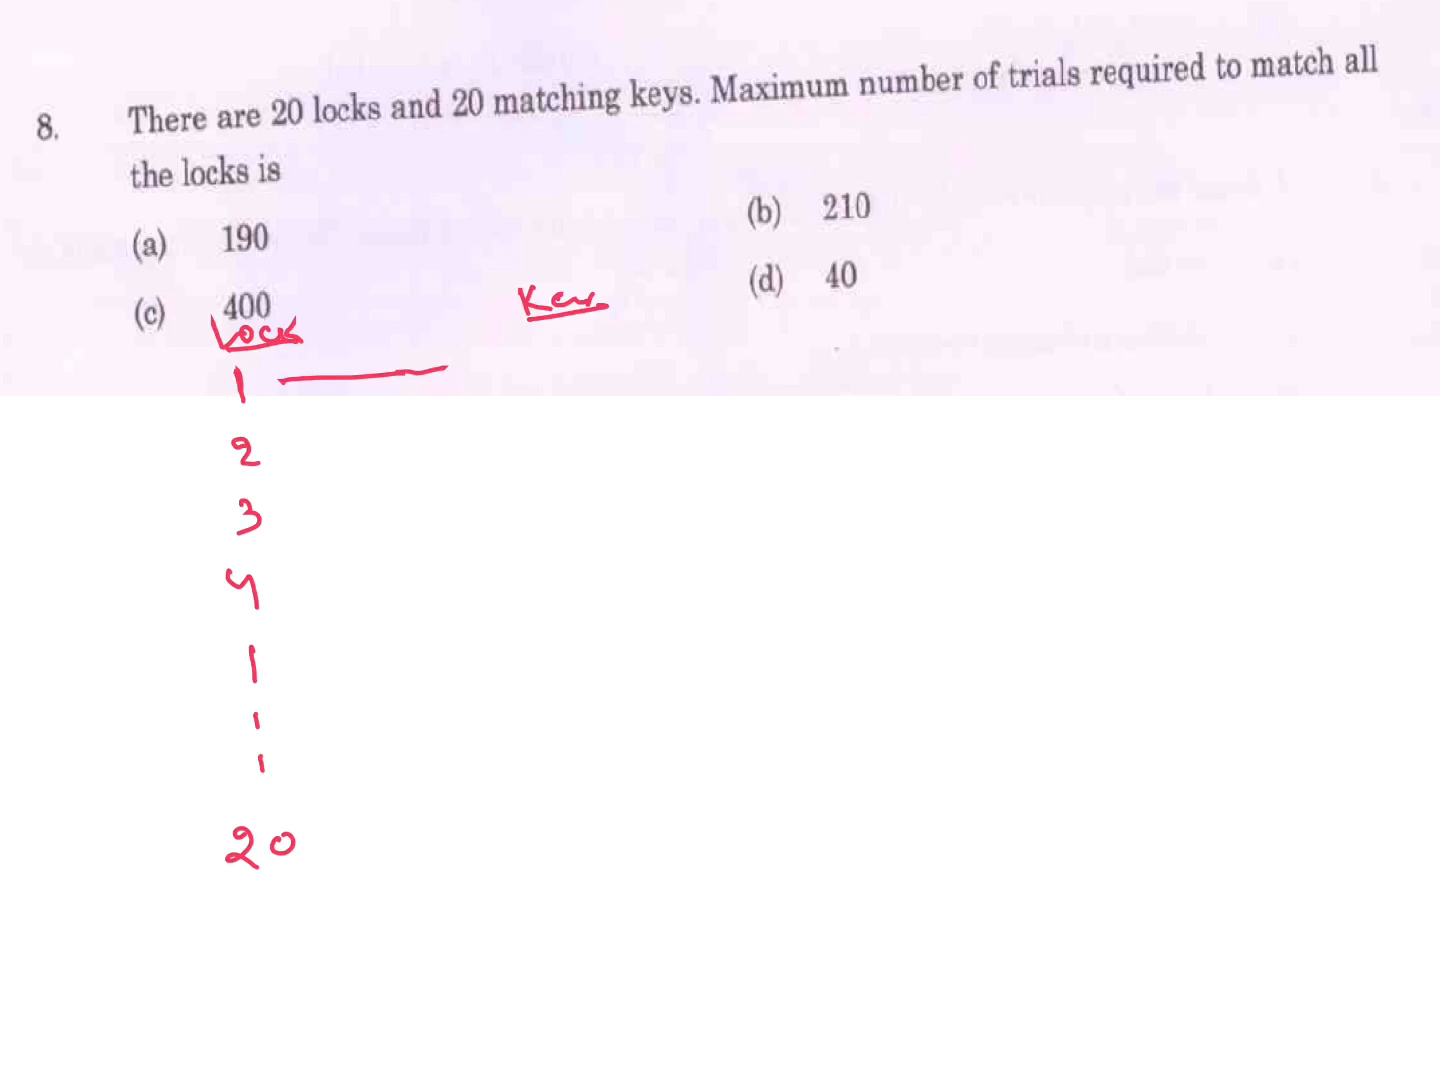 8. There are 20 locks and 20 matching keys. Maximum number of trials required to match all
the locks is
(a) 190 (b) 210
(c) 400 (d) 40
Lock Key
1
2
3
4
20